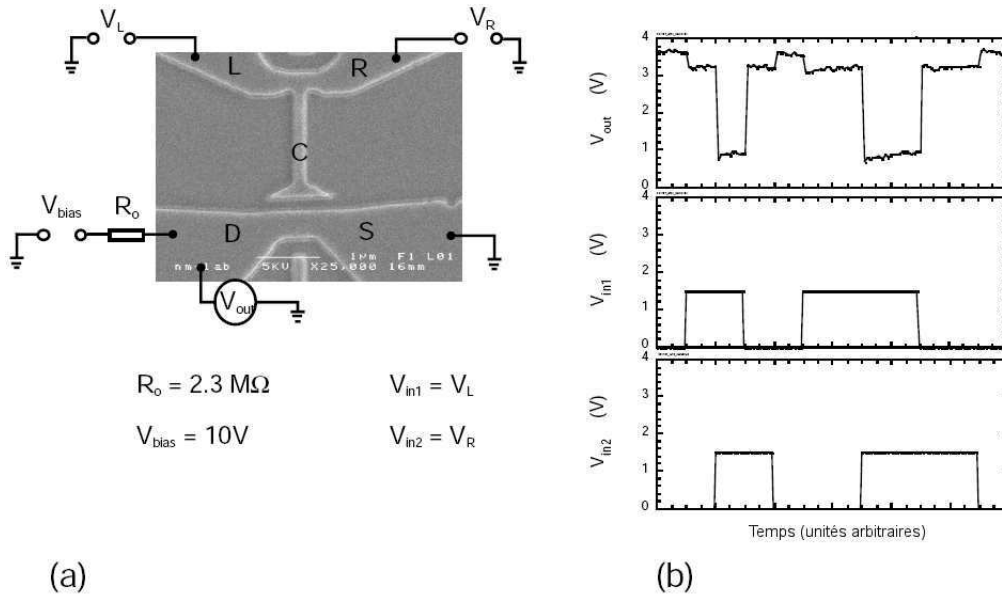 V_L
V_R
L
R
C
V_bias
R_o
D
S
1μm F1 L01
nm-lab 5KV X25,000 16mm
V_out
R_o = 2.3 MΩ
V_in1 = V_L
V_bias = 10V
V_in2 = V_R
(a)
V_out (V)
4
3
2
1
0
V_in1 (V)
4
3
2
1
0
V_in2 (V)
4
3
2
1
0
Temps (unités arbitraires)
(b)